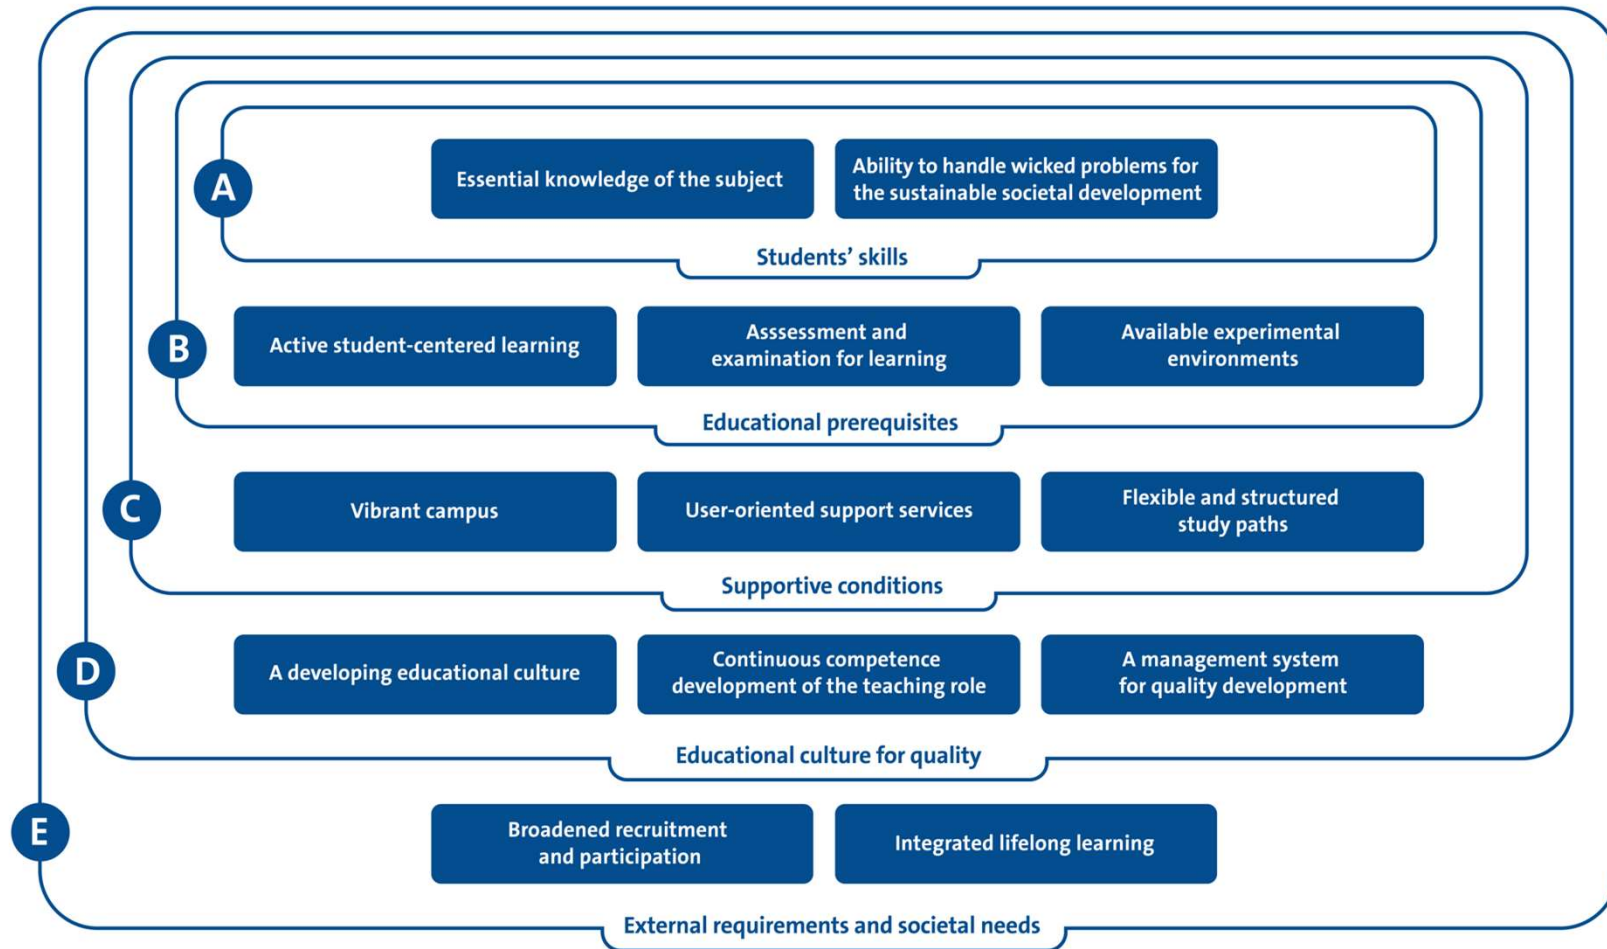 A
Essential knowledge of the subject
Ability to handle wicked problems for
the sustainable societal development
Students’ skills
B
Active student-centered learning
Asssessment and
examination for learning
Available experimental
environments
Educational prerequisites
C
Vibrant campus
User-oriented support services
Flexible and structured
study paths
Supportive conditions
D
A developing educational culture
Continuous competence
development of the teaching role
A management system
for quality development
Educational culture for quality
E
Broadened recruitment
and participation
Integrated lifelong learning
External requirements and societal needs